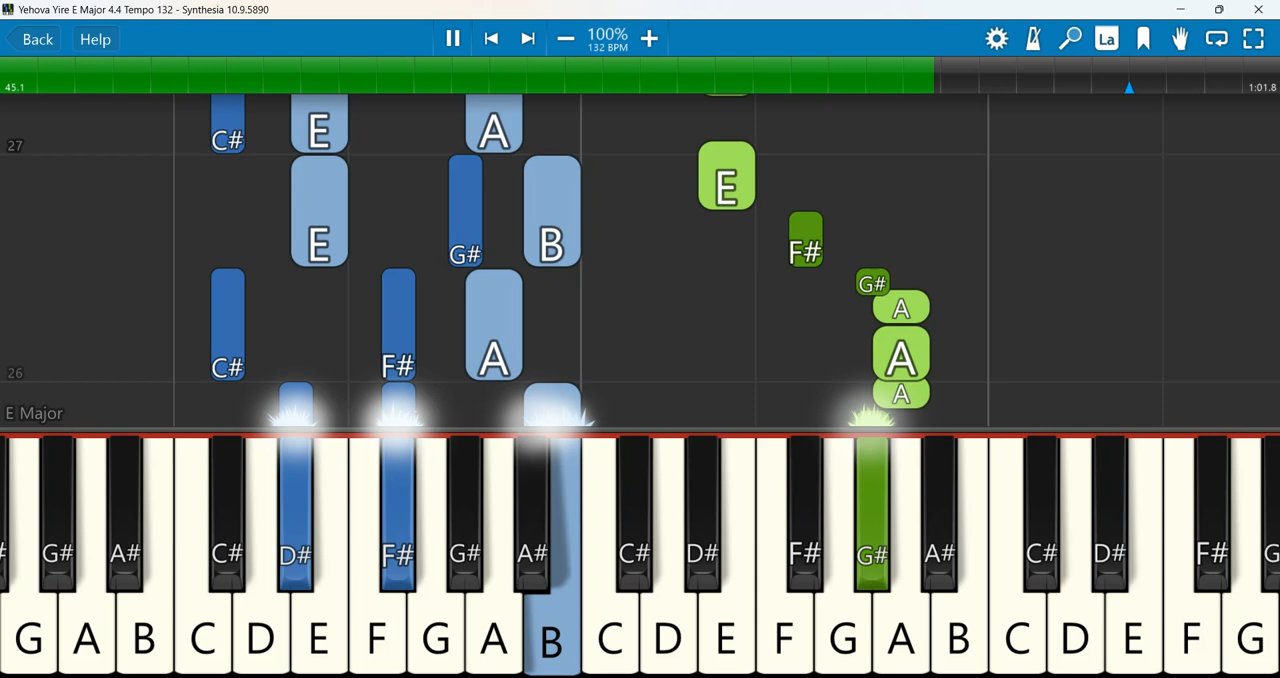 Yehova Yire E Major 4.4 Tempo 132 - Synthesia 10.9.5890
Back Help 100% La
132 BPM
45.1 1:01.8
C# E A
27
E G# B E
F#
G#
C# F# A A
A
26
A
E Major
G# A# C# D# F# G# A# C# D# F# G# A# C# D# F# G
G A B C D E F G A B C D E F G A B C D E F G